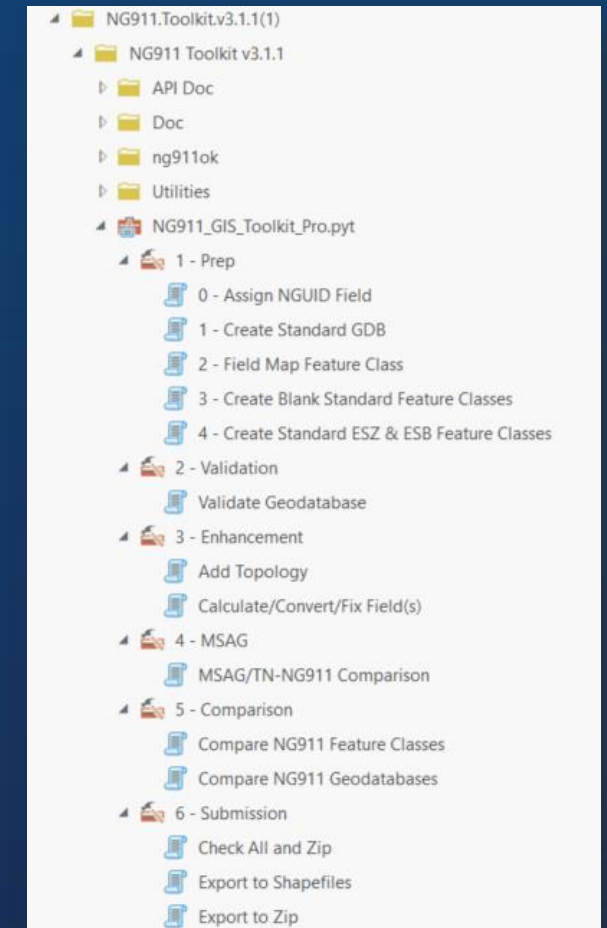 NG911.Toolkit.v3.1.1(1)
NG911 Toolkit v3.1.1
API Doc
Doc
ng911ok
Utilities
NG911_GIS_Toolkit_Pro.pyt
1 - Prep
0 - Assign NGUID Field
1 - Create Standard GDB
2 - Field Map Feature Class
3 - Create Blank Standard Feature Classes
4 - Create Standard ESZ & ESB Feature Classes
2 - Validation
Validate Geodatabase
3 - Enhancement
Add Topology
Calculate/Convert/Fix Field(s)
4 - MSAG
MSAG/TN-NG911 Comparison
5 - Comparison
Compare NG911 Feature Classes
Compare NG911 Geodatabases
6 - Submission
Check All and Zip
Export to Shapefiles
Export to Zip